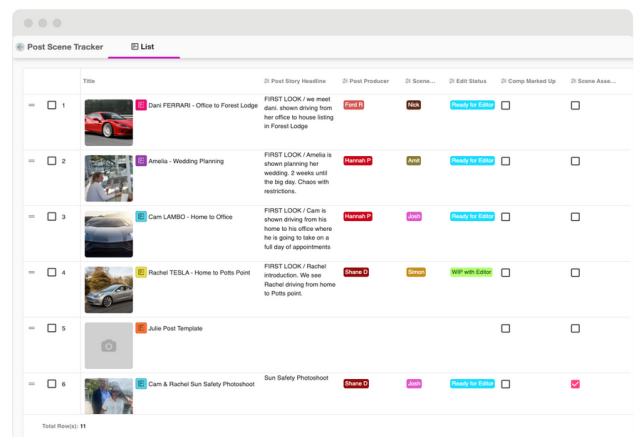 Post Scene Tracker
List
Title
Post Story Headline
Post Producer
Scene...
Edit Status
Comp Marked Up
Scene Asse...
1
Dani FERRARI - Office to Forest Lodge
FIRST LOOK / we meet
dani. shown driving from
her office to house listing
in Forest Lodge
Ford R
Nick
Ready for Editor
2
Amelia - Wedding Planning
FIRST LOOK / Amelia is
shown planning her
wedding. 2 weeks until
the big day. Chaos with
restrictions.
Hannah P
Amit
Ready for Editor
3
Cam LAMBO - Home to Office
FIRST LOOK / Cam is
shown driving from his
home to his office where
he is going to take on a
full day of appointments
Hannah P
Josh
Ready for Editor
4
Rachel TESLA - Home to Potts Point
FIRST LOOK / Rachel
introduction. We see
Rachel driving from home
to Potts point.
Shane D
Simon
WIP with Editor
5
Julie Post Template
6
Cam & Rachel Sun Safety Photoshoot
Sun Safety Photoshoot
Shane D
Josh
Ready for Editor
Total Row(s): 11